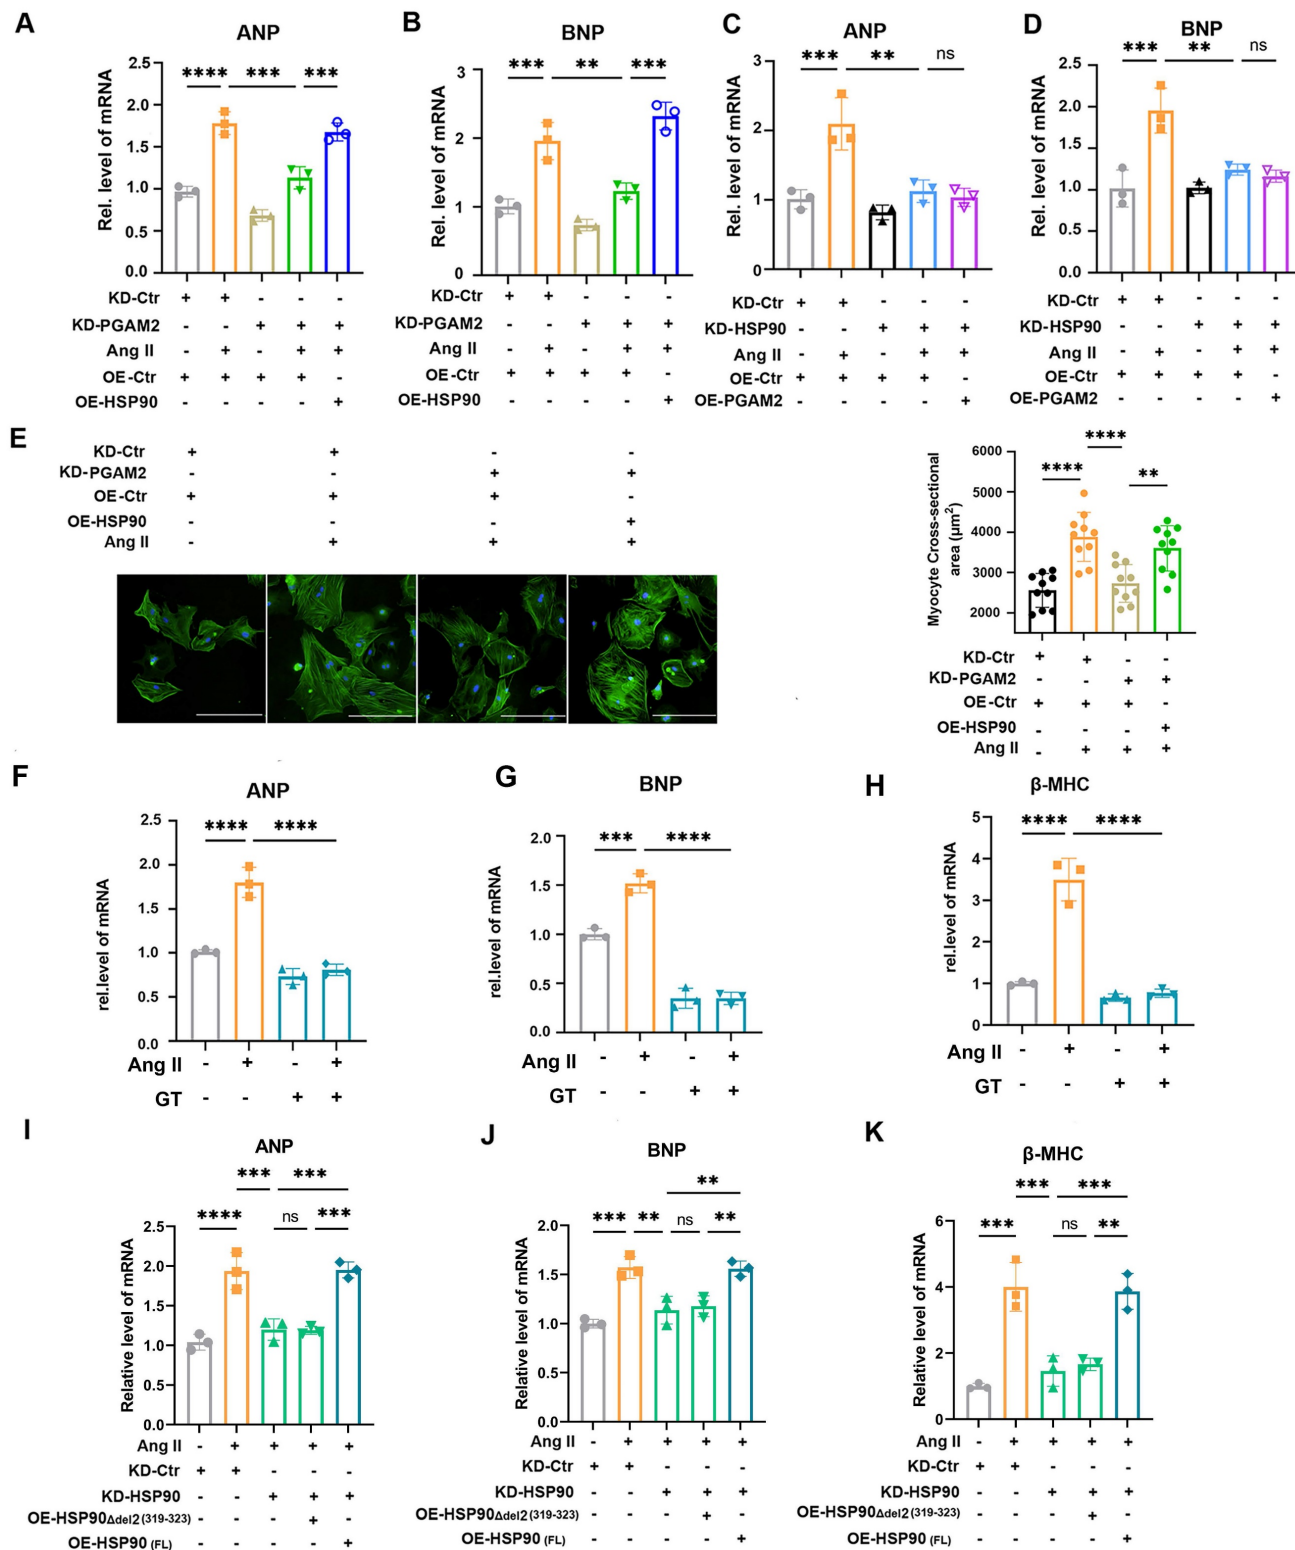 A
ANP
Rel. level of mRNA
**** *** ***
2.5
2.0
1.5
1.0
0.5
0.0
KD-Ctr + + - - -
KD-PGAM2 - - + + +
Ang II - + - + +
OE-Ctr + + + + -
OE-HSP90 - - - - +
B
BNP
Rel. level of mRNA
*** ** ***
3
2
1
0
KD-Ctr + + - - -
KD-PGAM2 - - + + +
Ang II - + - + +
OE-Ctr + + + + -
OE-HSP90 - - - - +
C
ANP
Rel. level of mRNA
*** ** ns
3
2
1
0
KD-Ctr + + - - -
KD-HSP90 - - + + +
Ang II - + - + +
OE-Ctr + + + + -
OE-PGAM2 - - - - +
D
BNP
Rel. level of mRNA
*** ** ns
2.5
2.0
1.5
1.0
0.5
0.0
KD-Ctr + + - - -
KD-HSP90 - - + + +
Ang II - + - + +
OE-Ctr + + + + -
OE-PGAM2 - - - - +
E
KD-Ctr + + - -
KD-PGAM2 - - + +
OE-Ctr + + + -
OE-HSP90 - - - +
Ang II - + + +
Myocyte Cross-sectional
area (μm²)
****
**** **
6000
5000
4000
3000
2000
KD-Ctr + + - -
KD-PGAM2 - - + +
OE-Ctr + + + -
OE-HSP90 - - - +
Ang II - + + +
F
ANP
rel.level of mRNA
**** ****
2.5
2.0
1.5
1.0
0.5
0.0
Ang II - + - +
GT - - + +
G
BNP
rel.level of mRNA
*** ****
2.0
1.5
1.0
0.5
0.0
Ang II - + - +
GT - - + +
H
β-MHC
rel.level of mRNA
**** ****
5
4
3
2
1
0
Ang II - + - +
GT - - + +
I
ANP
Relative level of mRNA
*** ***
**** ns ***
2.5
2.0
1.5
1.0
0.5
0.0
Ang II - + + + +
KD-Ctr + + - - -
KD-HSP90 - - + + +
OE-HSP90Δdel2 (319-323) - - - + -
OE-HSP90 (FL) - - - - +
J
BNP
Relative level of mRNA
**
*** ** ns **
2.0
1.5
1.0
0.5
0.0
Ang II - + + + +
KD-Ctr + + - - -
KD-HSP90 - - + + +
OE-HSP90Δdel2 (319-323) - - - + -
OE-HSP90 (FL) - - - - +
K
β-MHC
Relative level of mRNA
*** ***
*** ns **
6
4
2
0
Ang II - + + + +
KD-Ctr + + - - -
KD-HSP90 - - + + +
OE-HSP90Δdel2 (319-323) - - - + -
OE-HSP90 (FL) - - - - +